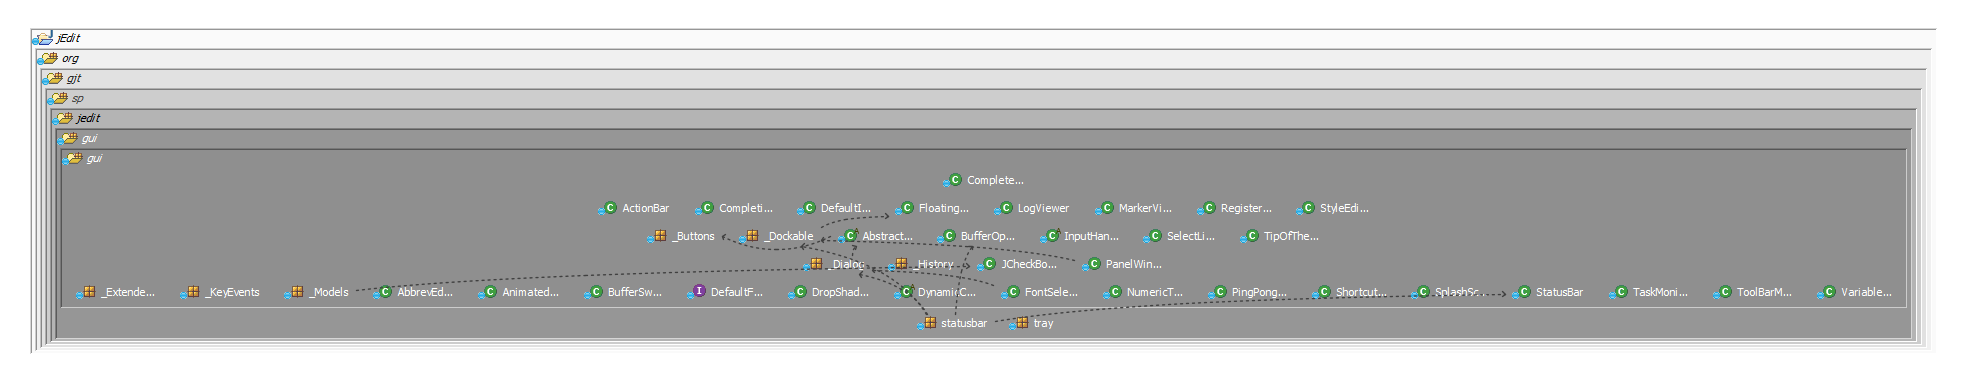 jEdit
org
gjt
sp
jedit
gui
gui
Complete...
ActionBar Completi... DefaultI... Floating... LogViewer MarkerVi... Register... StyleEdi...
_Buttons _Dockable Abstract... BufferOp... InputHan... SelectLi... TipOfThe...
_Dialog _History JCheckBo... PanelWin...
_Extende... _KeyEvents _Models AbbrevEd... Animated... BufferSw... DefaultF... DropShad... DynamicC... FontSele... NumericT... PingPong... Shortcut... SplashSc... StatusBar TaskMoni... ToolBarM... Variable...
statusbar tray